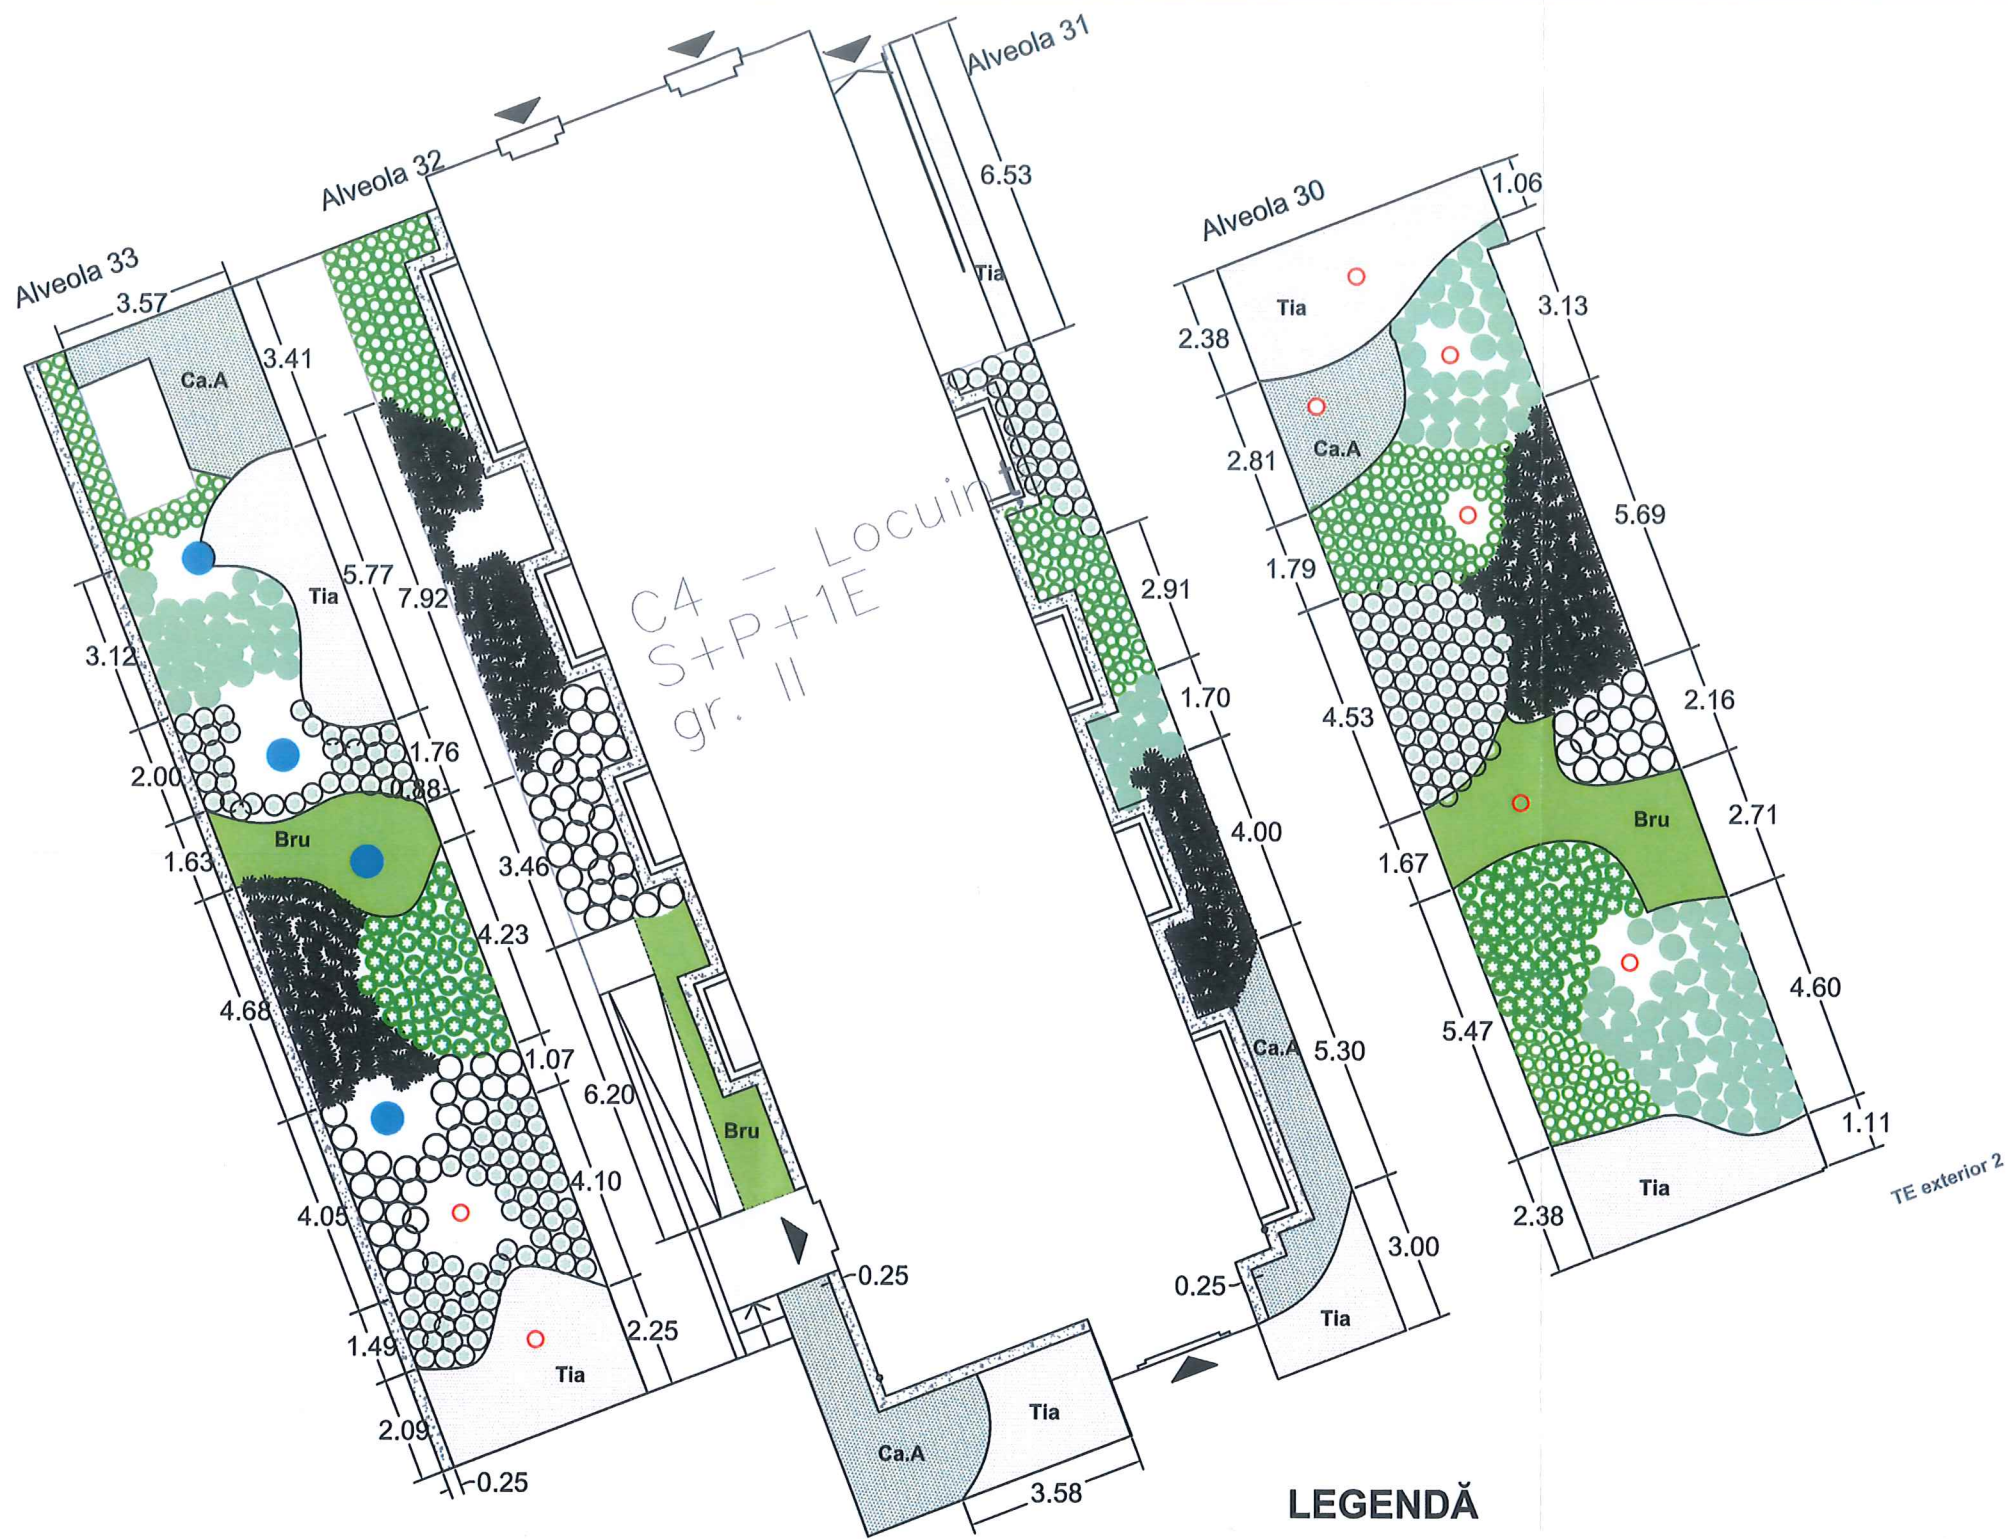 Alveola 31
Alveola 32
Alveola 33
Alveola 30
6.53
1.06
3.57
3.41
Ca.A
Tia
Tia
2.38
3.13
Ca.A
2.81
5.69
1.79
5.77
7.92
Tia
3.12
C4 - Locuint
S+P+1E
gr. II
2.91
1.70
4.53
2.16
1.76
2.00
0.88
Bru
1.63
3.46
4.00
Bru
2.71
1.67
4.23
4.68
5.47
4.60
1.07
6.20
Ca.A
5.30
1.11
Bru
4.10
4.05
Tia
TE exterior 2
2.38
3.00
0.25
0.25
Tia
1.49
2.25
Tia
2.09
0.25
Ca.A
Tia
3.58
LEGENDĂ